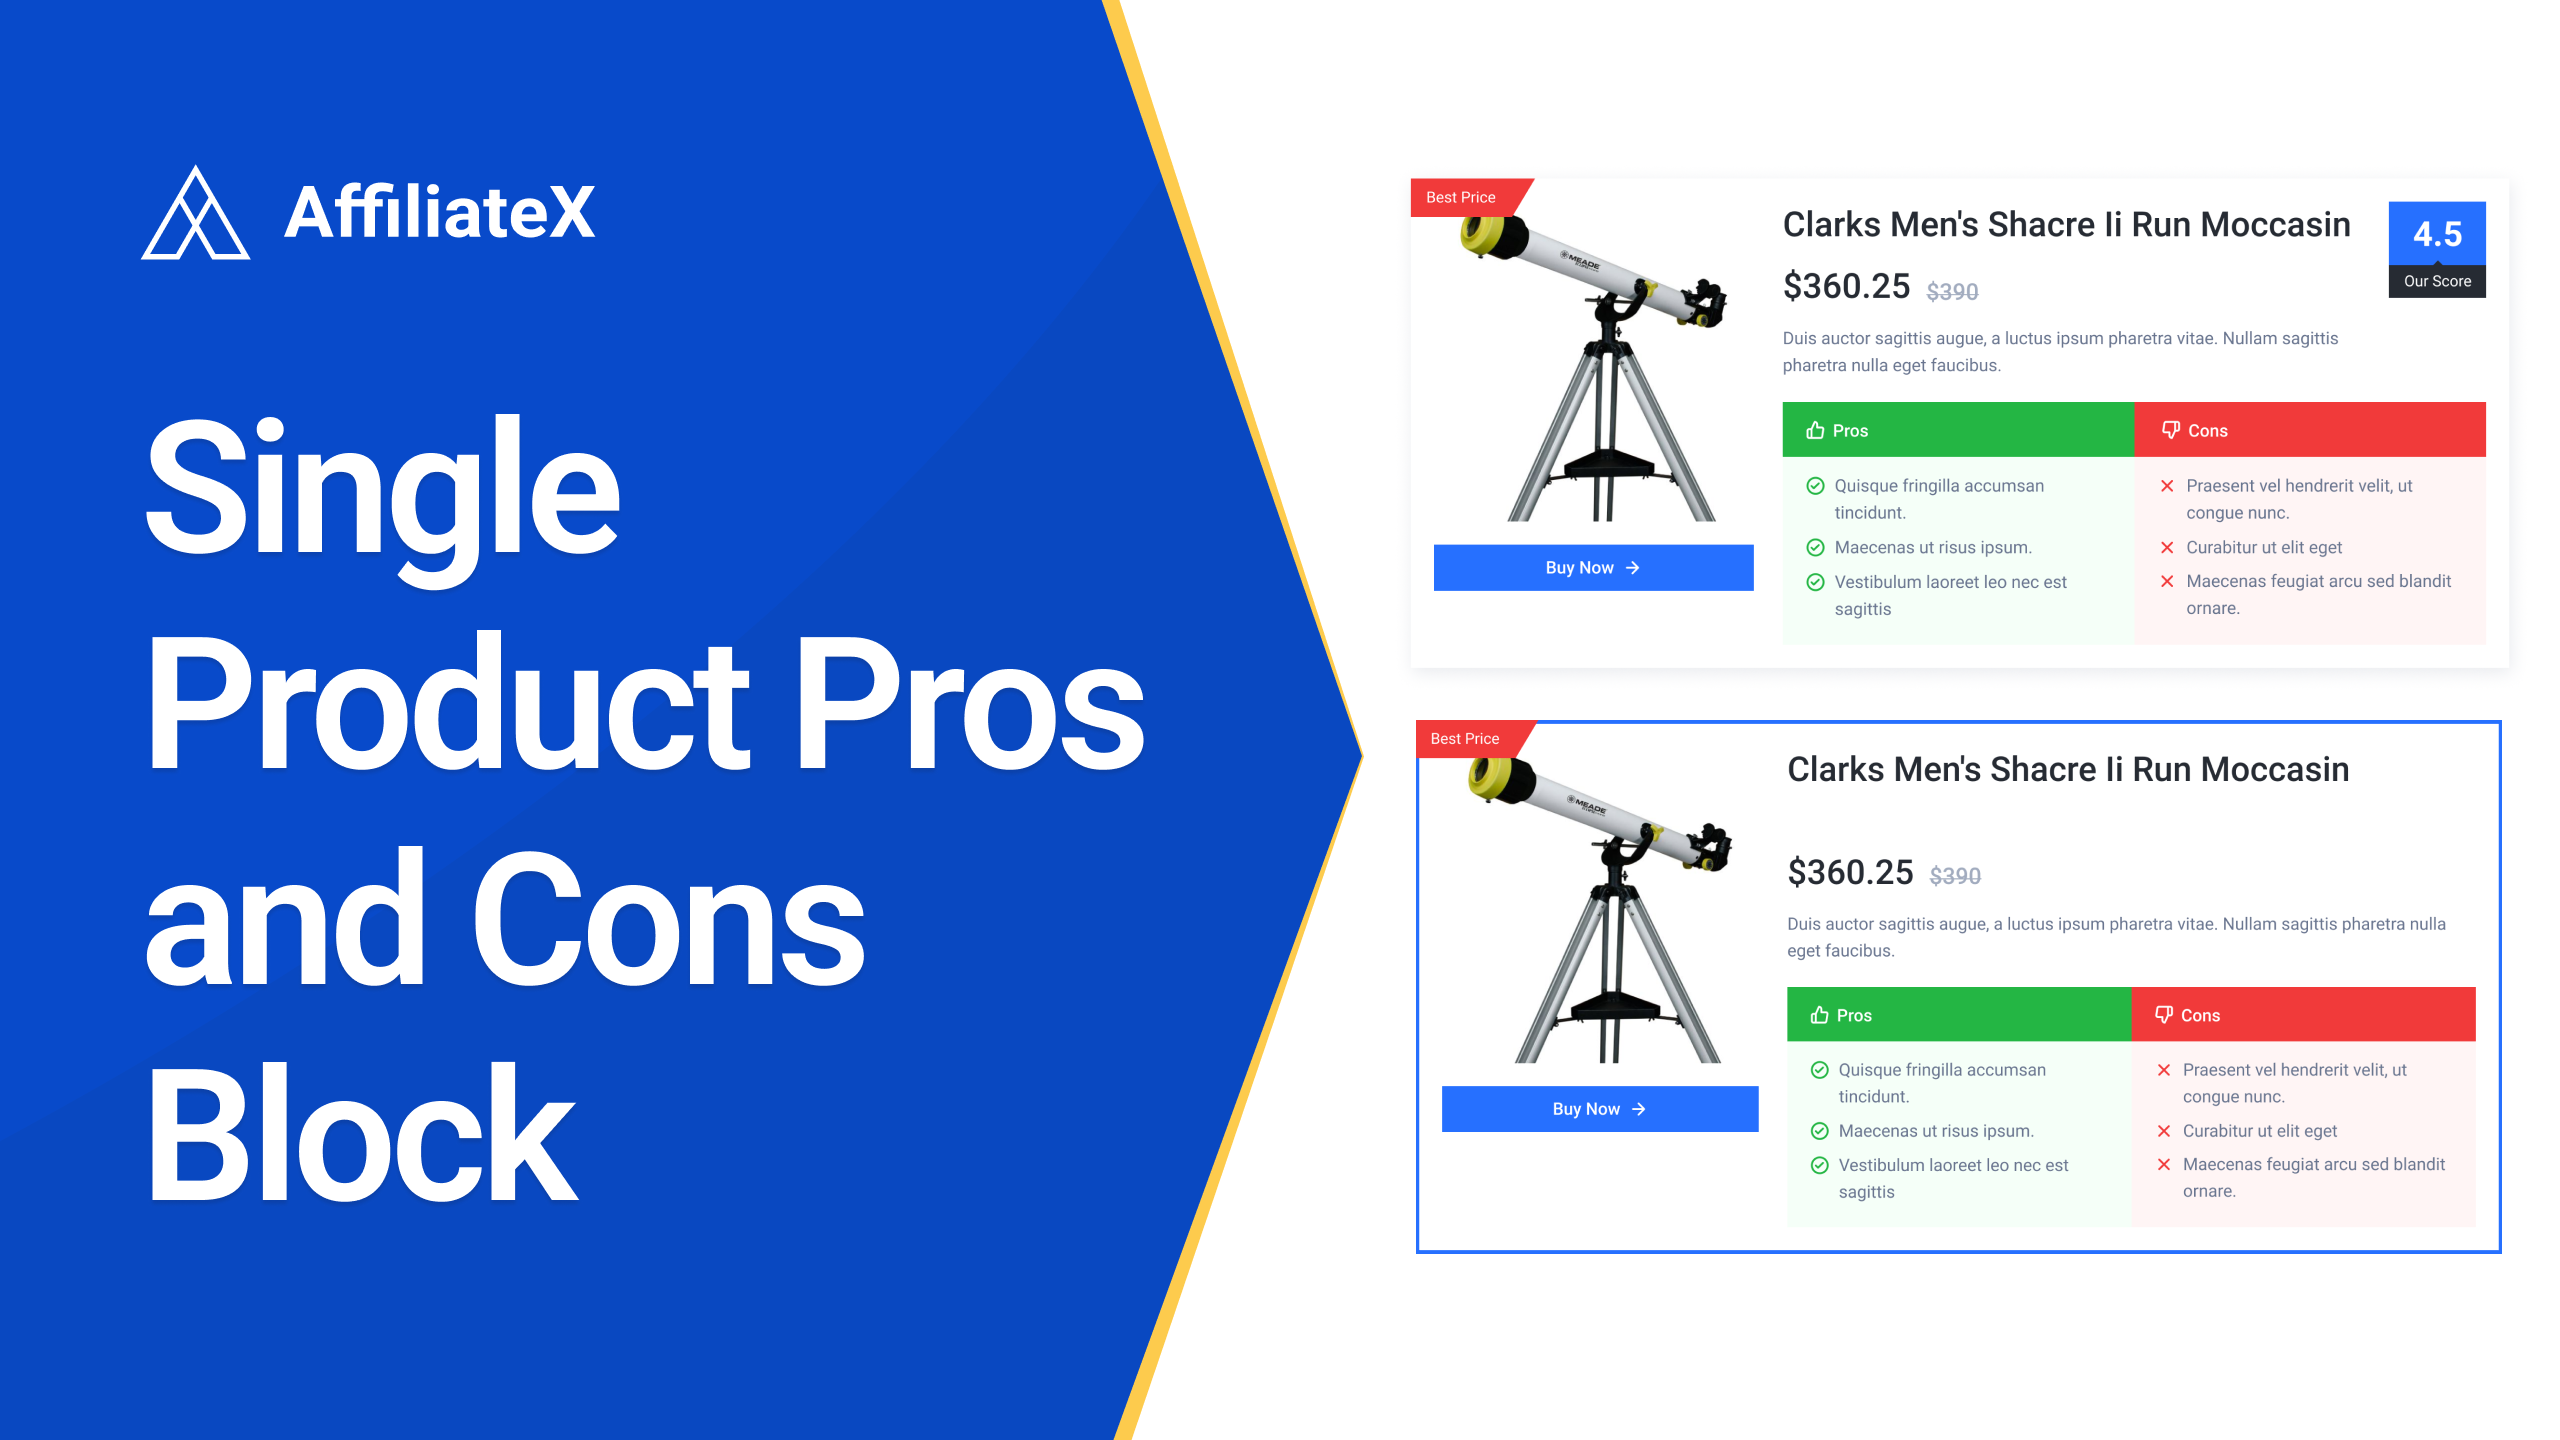 AffiliateX
Single
Product Pros
and Cons
Block
Best Price
MEADE
Clarks Men's Shacre Ii Run Moccasin
4.5
Our Score
$360.25 $390
Duis auctor sagittis augue, a luctus ipsum pharetra vitae. Nullam sagittis
pharetra nulla eget faucibus.
Pros
Quisque fringilla accumsan
tincidunt.
Maecenas ut risus ipsum.
Vestibulum laoreet leo nec est
sagittis
Cons
Praesent vel hendrerit velit, ut
congue nunc.
Curabitur ut elit eget
Maecenas feugiat arcu sed blandit
ornare.
Buy Now
Best Price
MEADE
Clarks Men's Shacre Ii Run Moccasin
$360.25 $390
Duis auctor sagittis augue, a luctus ipsum pharetra vitae. Nullam sagittis pharetra nulla
eget faucibus.
Pros
Quisque fringilla accumsan
tincidunt.
Maecenas ut risus ipsum.
Vestibulum laoreet leo nec est
sagittis
Cons
Praesent vel hendrerit velit, ut
congue nunc.
Curabitur ut elit eget
Maecenas feugiat arcu sed blandit
ornare.
Buy Now